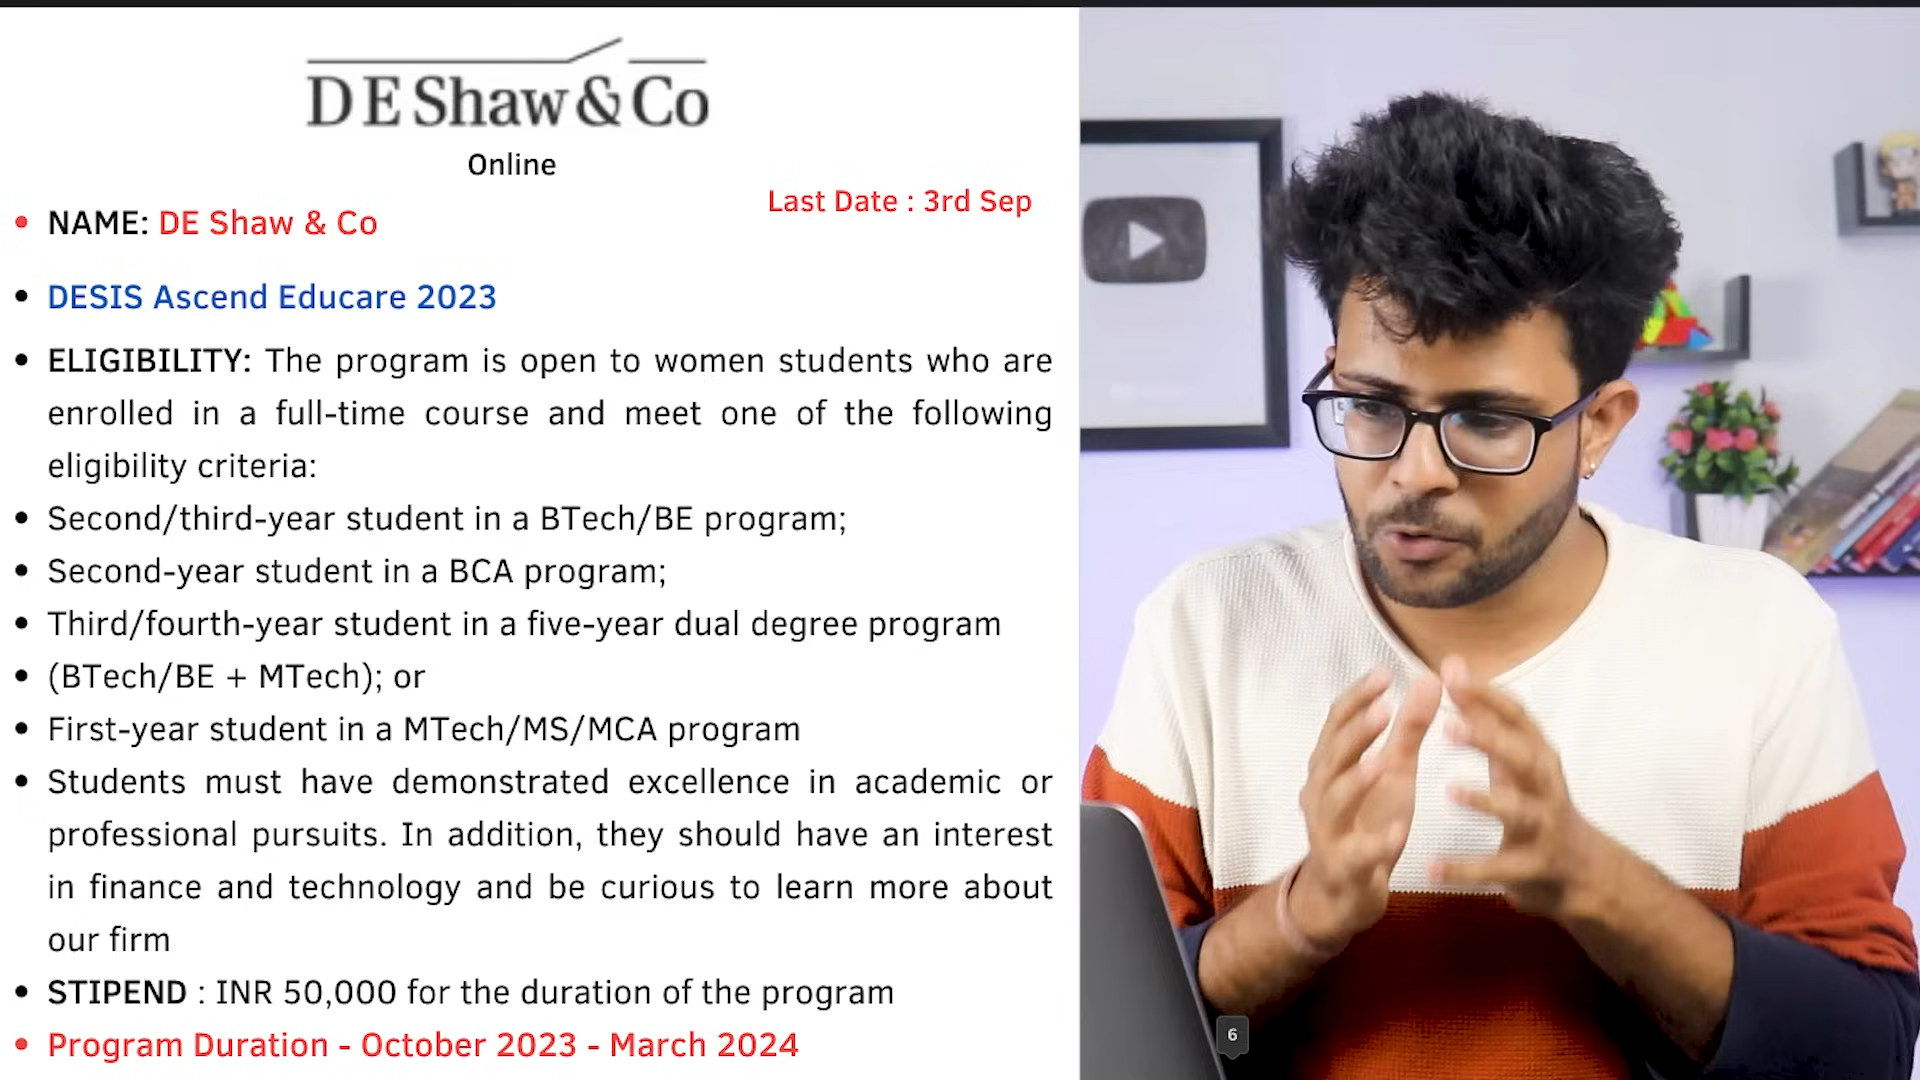 DE Shaw & Co
Online
Last Date : 3rd Sep
• NAME: DE Shaw & Co
• DESIS Ascend Educare 2023
• ELIGIBILITY: The program is open to women students who are
enrolled in a full-time course and meet one of the following
eligibility criteria:
• Second/third-year student in a BTech/BE program;
• Second-year student in a BCA program;
• Third/fourth-year student in a five-year dual degree program
• (BTech/BE + MTech); or
• First-year student in a MTech/MS/MCA program
• Students must have demonstrated excellence in academic or
professional pursuits. In addition, they should have an interest
in finance and technology and be curious to learn more about
our firm
• STIPEND : INR 50,000 for the duration of the program
• Program Duration - October 2023 - March 2024
6